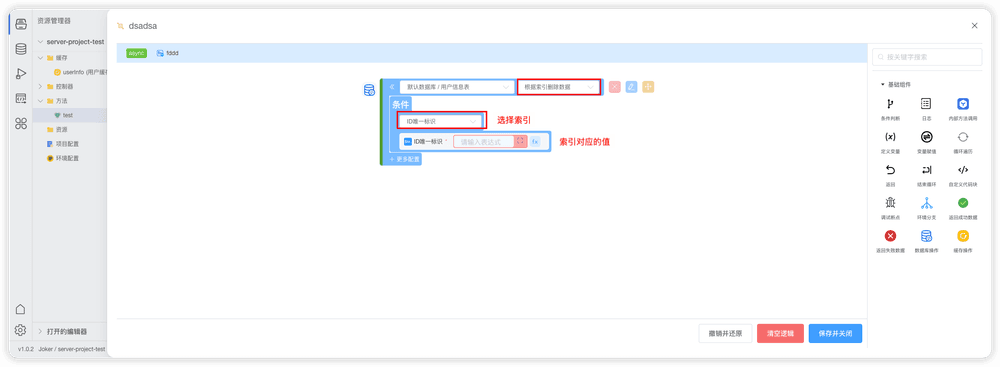 资源管理器
dsadsa
server-project-test
缓存
userInfo (用户缓存
控制器
方法
test
资源
项目配置
环境配置
打开的编辑器
v1.0.2
Joker / server-project-test
async
fddd
默认数据库 / 用户信息表
根据索引删除数据
条件
ID唯一标识
选择索引
ID唯一标识 *
请输入表达式
fx
索引对应的值
+ 更多配置
按关键字搜索
基础组件
条件判断
日志
内部方法调用
(x)
定义变量
变量赋值
循环遍历
返回
结束循环
</>
自定义代码块
调试断点
环境分支
返回成功数据
返回失败数据
数据库操作
缓存操作
撤销并还原
清空逻辑
保存并关闭